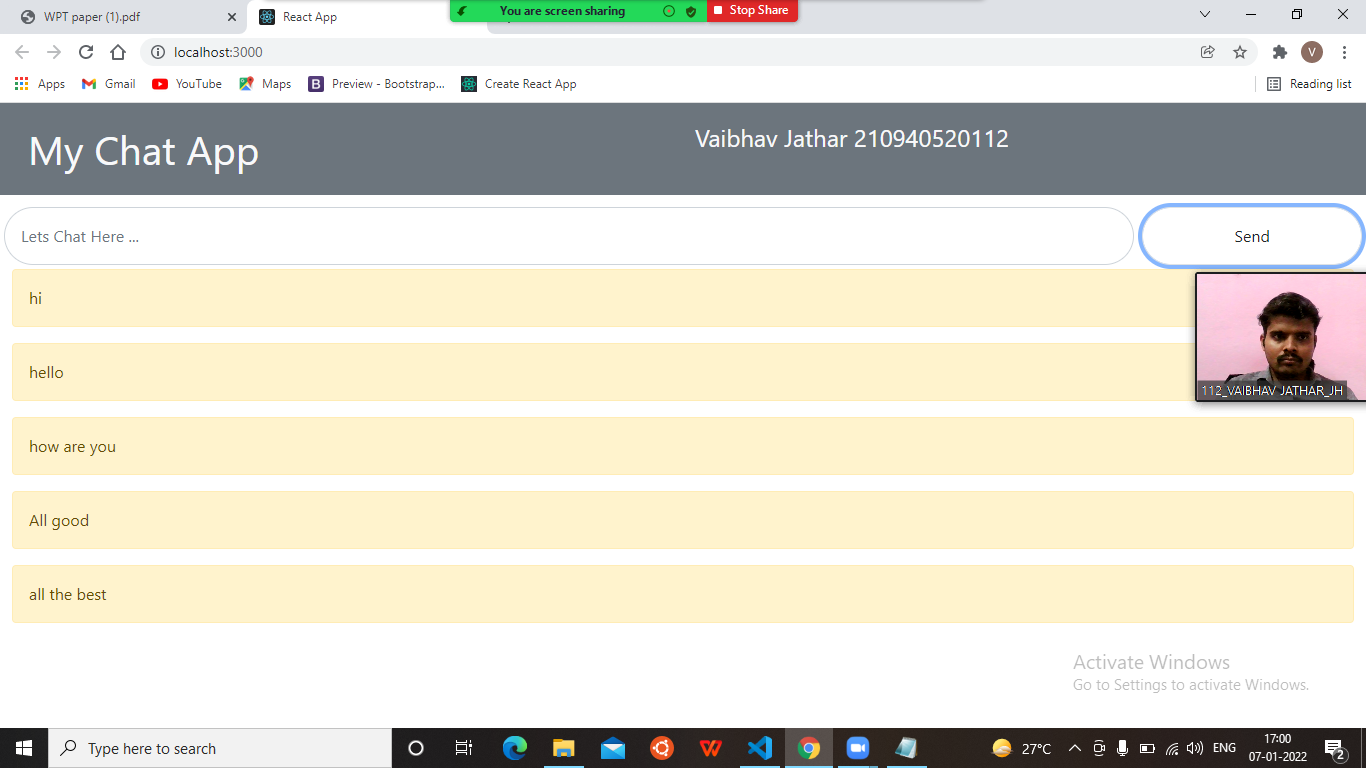 WPT paper (1).pdf
React App
You are screen sharing
Stop Share
localhost:3000
V
Apps
Gmail
YouTube
Maps
B
Preview - Bootstrap...
Create React App
Reading list
My Chat App
Vaibhav Jathar 210940520112
Lets Chat Here ...
Send
hi
hello
112_VAIBHAV JATHAR_JH
how are you
All good
all the best
Activate Windows
Go to Settings to activate Windows.
Type here to search
27°C
ENG
17:00
07-01-2022
2